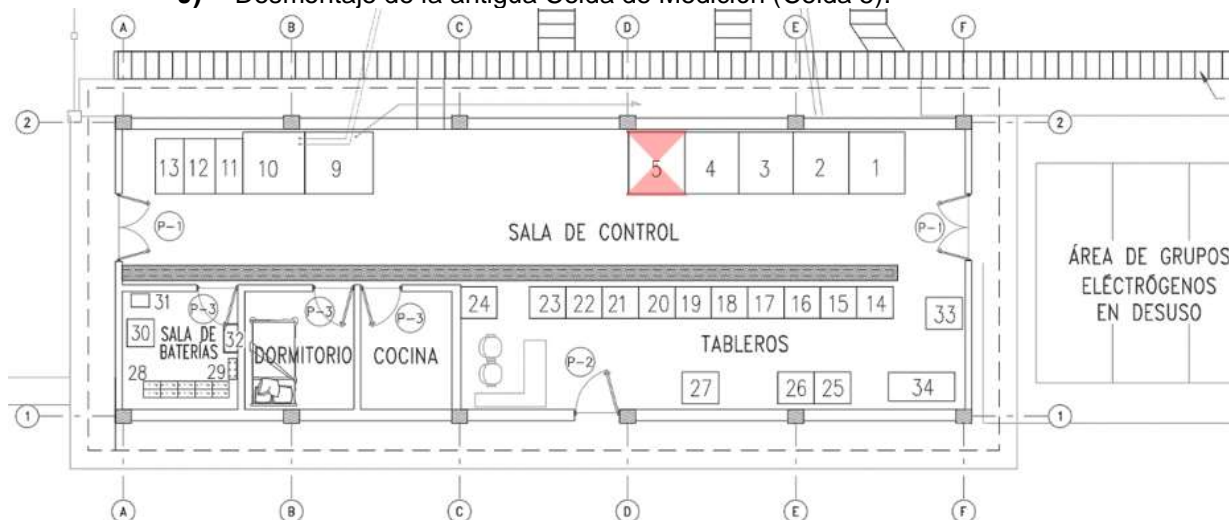 Desmontaje de la antigua Celda de Medición (Celda 5).
A B C D E F
2 2
13 12 11 10 9 5 4 3 2 1
P-1 P-1
SALA DE CONTROL
ÁREA DE GRUPOS
ELÉCTRÓGENOS
EN DESUSO
31 P-3 P-3 P-3 24 23 22 21 20 19 18 17 16 15 14
30 32 33
SALA DE
BATERÍAS
DORMITORIO COCINA TABLEROS
P-2
28 29 27 26 25 34
1 1
A B C D E F